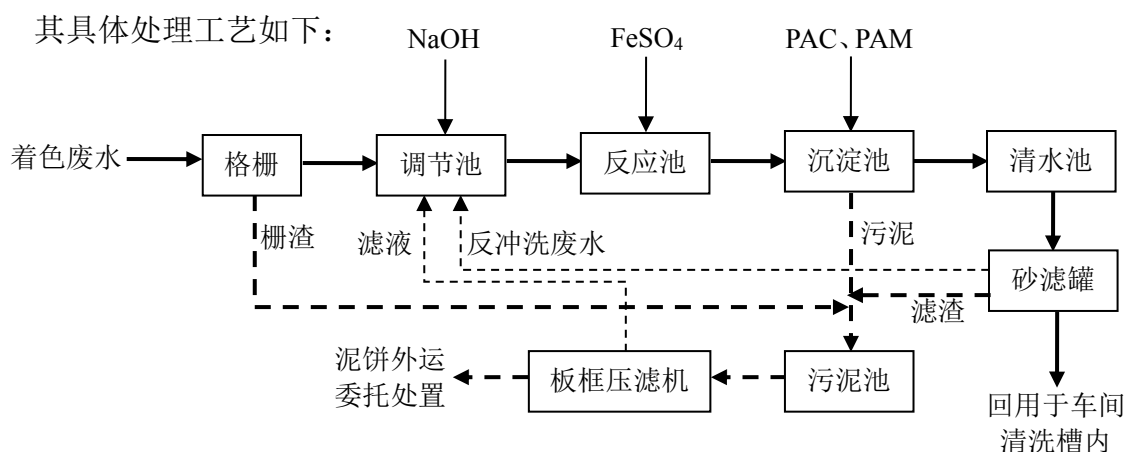 其具体处理工艺如下：
NaOH
FeSO₄
PAC、PAM
着色废水
格栅
调节池
反应池
沉淀池
清水池
栅渣
滤液
反冲洗废水
污泥
砂滤罐
滤渣
泥饼外运
委托处置
板框压滤机
污泥池
回用于车间
清洗槽内